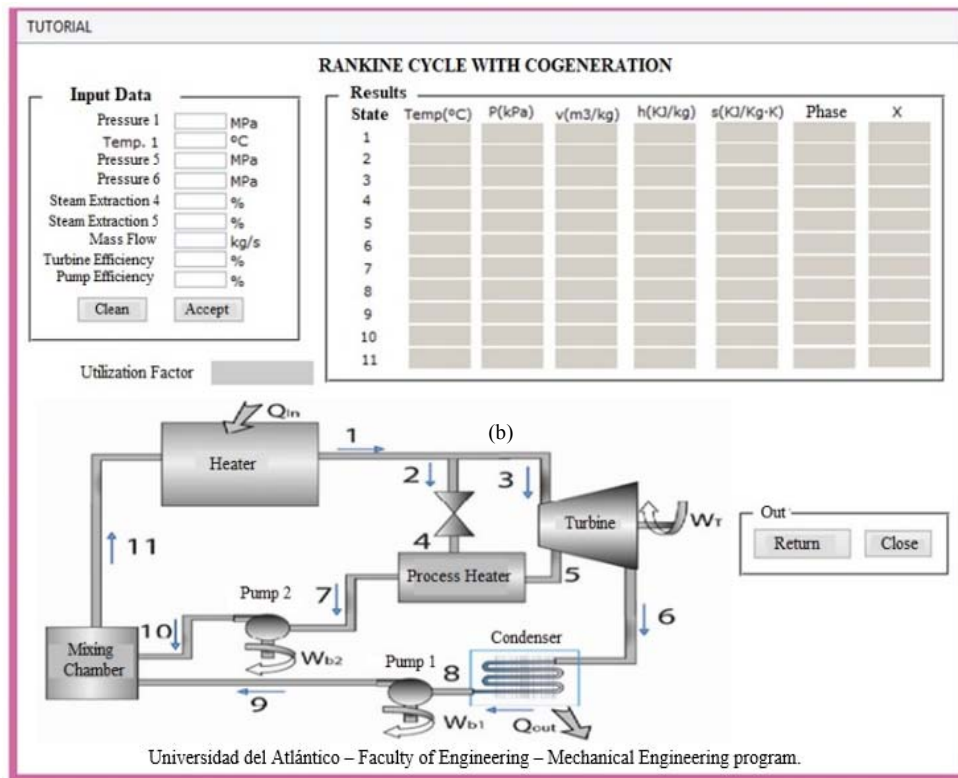 TUTORIAL
RANKINE CYCLE WITH COGENERATION
Input Data
Pressure 1 MPa
Temp. 1 ºC
Pressure 5 MPa
Pressure 6 MPa
Steam Extraction 4 %
Steam Extraction 5 %
Mass Flow kg/s
Turbine Efficiency %
Pump Efficiency %
Clean Accept
Results
State Temp(ºC) P(kPa) v(m3/kg) h(KJ/kg) s(KJ/Kg-K) Phase X
1
2
3
4
5
6
7
8
9
10
11
Utilization Factor
Qin
(b)
1
Heater
2
3
Turbine
WT
Out
Return Close
4
11
Process Heater
5
7
Pump 2
6
10
Condenser
Mixing
Chamber
Wb2
Pump 1
8
9
Wb1
Qout
Universidad del Atlántico – Faculty of Engineering – Mechanical Engineering program.